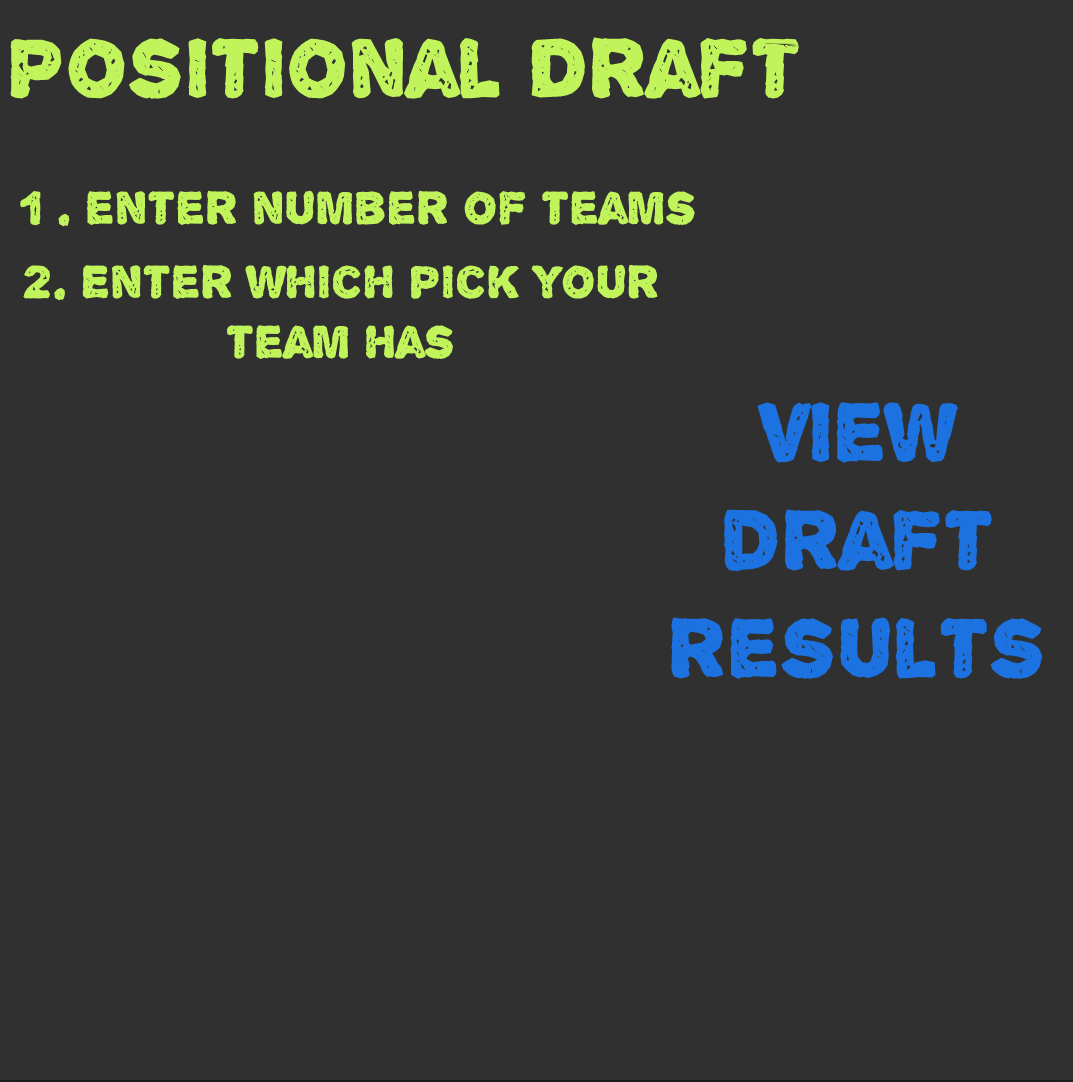 POSITIONAL DRAFT
1. ENTER NUMBER OF TEAMS
2. ENTER WHICH PICK YOUR
TEAM HAS
VIEW
DRAFT
RESULTS